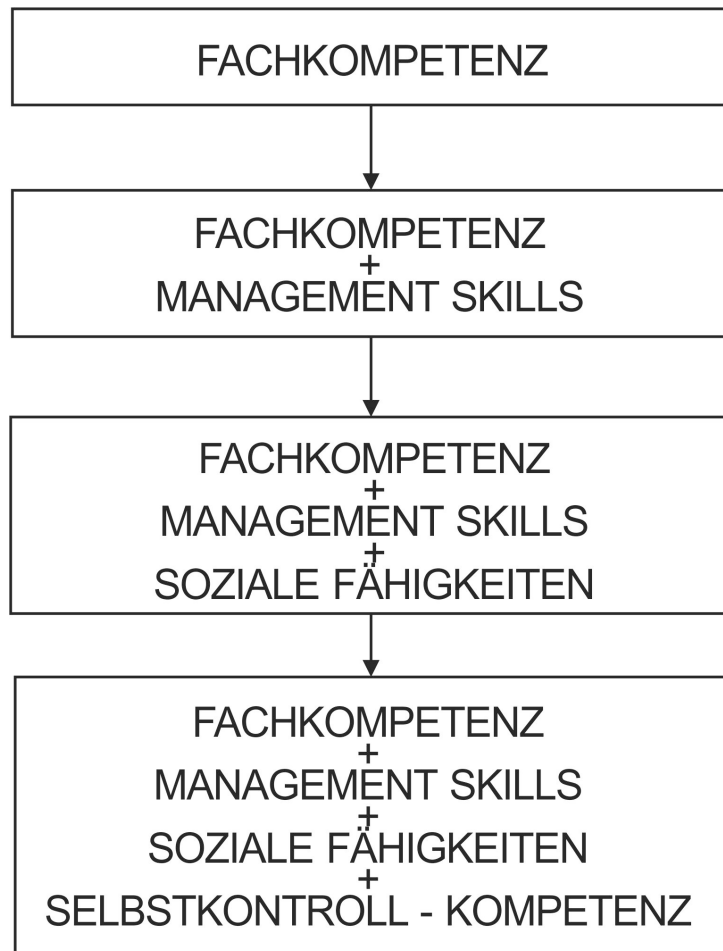 FACHKOMPETENZ
FACHKOMPETENZ
+
MANAGEMENT SKILLS
FACHKOMPETENZ
+
MANAGEMENT SKILLS
+
SOZIALE FÄHIGKEITEN
FACHKOMPETENZ
+
MANAGEMENT SKILLS
+
SOZIALE FÄHIGKEITEN
+
SELBSTKONTROLL - KOMPETENZ